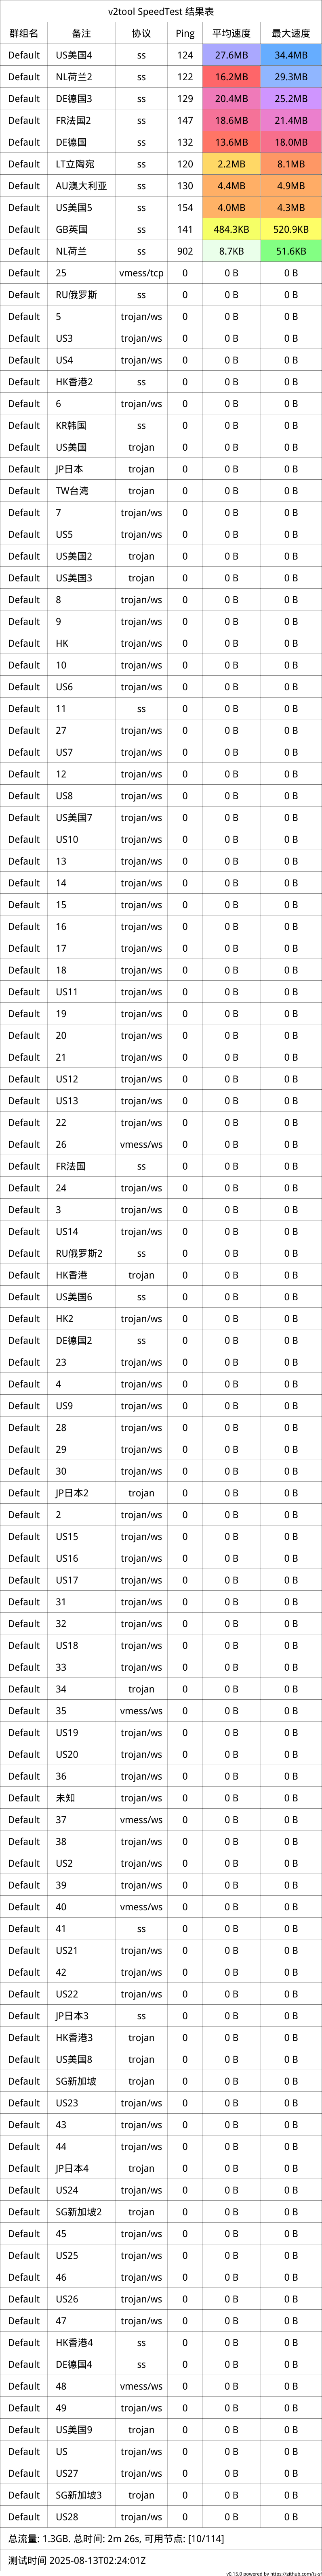 v2tool SpeedTest 结果表
群组名 备注 协议 Ping 平均速度 最大速度
Default US美国4 ss 124 27.6MB 34.4MB
Default NL荷兰2 ss 122 16.2MB 29.3MB
Default DE德国3 ss 129 20.4MB 25.2MB
Default FR法国2 ss 147 18.6MB 21.4MB
Default DE德国 ss 132 13.6MB 18.0MB
Default LT立陶宛 ss 120 2.2MB 8.1MB
Default AU澳大利亚 ss 130 4.4MB 4.9MB
Default US美国5 ss 154 4.0MB 4.3MB
Default GB英国 ss 141 484.3KB 520.9KB
Default NL荷兰 ss 902 8.7KB 51.6KB
Default 25 vmess/tcp 0 0 B 0 B
Default RU俄罗斯 ss 0 0 B 0 B
Default 5 trojan/ws 0 0 B 0 B
Default US3 trojan/ws 0 0 B 0 B
Default US4 trojan/ws 0 0 B 0 B
Default HK香港2 ss 0 0 B 0 B
Default 6 trojan/ws 0 0 B 0 B
Default KR韩国 ss 0 0 B 0 B
Default US美国 trojan 0 0 B 0 B
Default JP日本 trojan 0 0 B 0 B
Default TW台湾 trojan 0 0 B 0 B
Default 7 trojan/ws 0 0 B 0 B
Default US5 trojan/ws 0 0 B 0 B
Default US美国2 trojan 0 0 B 0 B
Default US美国3 trojan 0 0 B 0 B
Default 8 trojan/ws 0 0 B 0 B
Default 9 trojan/ws 0 0 B 0 B
Default HK trojan/ws 0 0 B 0 B
Default 10 trojan/ws 0 0 B 0 B
Default US6 trojan/ws 0 0 B 0 B
Default 11 ss 0 0 B 0 B
Default 27 trojan/ws 0 0 B 0 B
Default US7 trojan/ws 0 0 B 0 B
Default 12 trojan/ws 0 0 B 0 B
Default US8 trojan/ws 0 0 B 0 B
Default US美国7 trojan/ws 0 0 B 0 B
Default US10 trojan/ws 0 0 B 0 B
Default 13 trojan/ws 0 0 B 0 B
Default 14 trojan/ws 0 0 B 0 B
Default 15 trojan/ws 0 0 B 0 B
Default 16 trojan/ws 0 0 B 0 B
Default 17 trojan/ws 0 0 B 0 B
Default 18 trojan/ws 0 0 B 0 B
Default US11 trojan/ws 0 0 B 0 B
Default 19 trojan/ws 0 0 B 0 B
Default 20 trojan/ws 0 0 B 0 B
Default 21 trojan/ws 0 0 B 0 B
Default US12 trojan/ws 0 0 B 0 B
Default US13 trojan/ws 0 0 B 0 B
Default 22 trojan/ws 0 0 B 0 B
Default 26 vmess/ws 0 0 B 0 B
Default FR法国 ss 0 0 B 0 B
Default 24 trojan/ws 0 0 B 0 B
Default 3 trojan/ws 0 0 B 0 B
Default US14 trojan/ws 0 0 B 0 B
Default RU俄罗斯2 ss 0 0 B 0 B
Default HK香港 trojan 0 0 B 0 B
Default US美国6 ss 0 0 B 0 B
Default HK2 trojan/ws 0 0 B 0 B
Default DE德国2 ss 0 0 B 0 B
Default 23 trojan/ws 0 0 B 0 B
Default 4 trojan/ws 0 0 B 0 B
Default US9 trojan/ws 0 0 B 0 B
Default 28 trojan/ws 0 0 B 0 B
Default 29 trojan/ws 0 0 B 0 B
Default 30 trojan/ws 0 0 B 0 B
Default JP日本2 trojan 0 0 B 0 B
Default 2 trojan/ws 0 0 B 0 B
Default US15 trojan/ws 0 0 B 0 B
Default US16 trojan/ws 0 0 B 0 B
Default US17 trojan/ws 0 0 B 0 B
Default 31 trojan/ws 0 0 B 0 B
Default 32 trojan/ws 0 0 B 0 B
Default US18 trojan/ws 0 0 B 0 B
Default 33 trojan/ws 0 0 B 0 B
Default 34 trojan 0 0 B 0 B
Default 35 vmess/ws 0 0 B 0 B
Default US19 trojan/ws 0 0 B 0 B
Default US20 trojan/ws 0 0 B 0 B
Default 36 trojan/ws 0 0 B 0 B
Default 未知 trojan/ws 0 0 B 0 B
Default 37 vmess/ws 0 0 B 0 B
Default 38 trojan/ws 0 0 B 0 B
Default US2 trojan/ws 0 0 B 0 B
Default 39 trojan/ws 0 0 B 0 B
Default 40 vmess/ws 0 0 B 0 B
Default 41 ss 0 0 B 0 B
Default US21 trojan/ws 0 0 B 0 B
Default 42 trojan/ws 0 0 B 0 B
Default US22 trojan/ws 0 0 B 0 B
Default JP日本3 ss 0 0 B 0 B
Default HK香港3 trojan 0 0 B 0 B
Default US美国8 trojan 0 0 B 0 B
Default SG新加坡 trojan 0 0 B 0 B
Default US23 trojan/ws 0 0 B 0 B
Default 43 trojan/ws 0 0 B 0 B
Default 44 trojan/ws 0 0 B 0 B
Default JP日本4 trojan 0 0 B 0 B
Default US24 trojan/ws 0 0 B 0 B
Default SG新加坡2 trojan 0 0 B 0 B
Default 45 trojan/ws 0 0 B 0 B
Default US25 trojan/ws 0 0 B 0 B
Default 46 trojan/ws 0 0 B 0 B
Default US26 trojan/ws 0 0 B 0 B
Default 47 trojan/ws 0 0 B 0 B
Default HK香港4 ss 0 0 B 0 B
Default DE德国4 ss 0 0 B 0 B
Default 48 vmess/ws 0 0 B 0 B
Default 49 trojan/ws 0 0 B 0 B
Default US美国9 trojan 0 0 B 0 B
Default US trojan/ws 0 0 B 0 B
Default US27 trojan/ws 0 0 B 0 B
Default SG新加坡3 trojan 0 0 B 0 B
Default US28 trojan/ws 0 0 B 0 B
总流量: 1.3GB. 总时间: 2m 26s, 可用节点: [10/114]
测试时间 2025-08-13T02:24:01Z
v0.15.0 powered by https://github.com/ts-sf